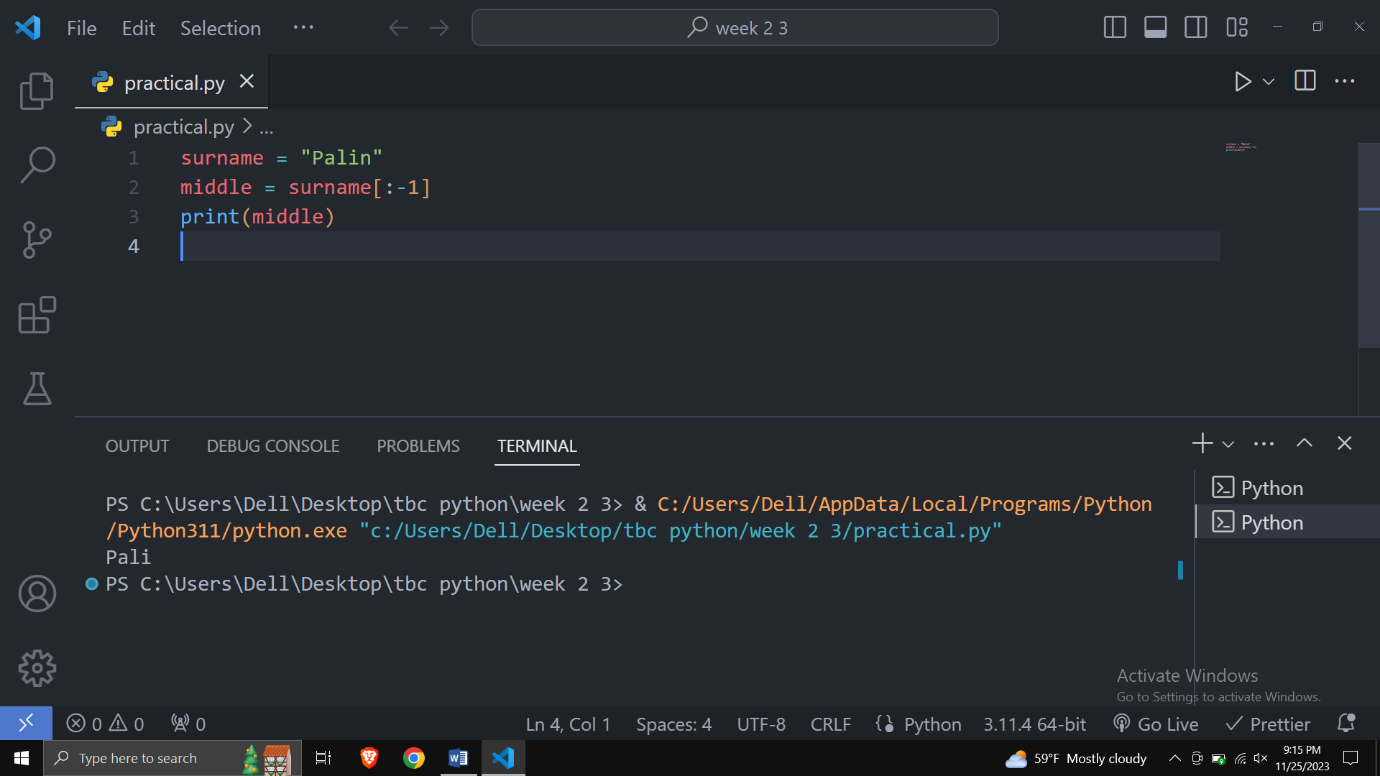 File Edit Selection ··· week 2 3
practical.py
practical.py > ...
1 surname = "Palin"
2 middle = surname[:-1]
3 print(middle)
4
OUTPUT DEBUG CONSOLE PROBLEMS TERMINAL
PS C:\Users\Dell\Desktop\tbc python\week 2 3> & C:/Users/Dell/AppData/Local/Programs/Python
/Python311/python.exe "c:/Users/Dell/Desktop/tbc python/week 2 3/practical.py"
Pali
PS C:\Users\Dell\Desktop\tbc python\week 2 3>
Python
Python
Activate Windows
Go to Settings to activate Windows.
0 0 0 Ln 4, Col 1 Spaces: 4 UTF-8 CRLF Python 3.11.4 64-bit Go Live Prettier
Type here to search 59°F Mostly cloudy 9:15 PM
11/25/2023